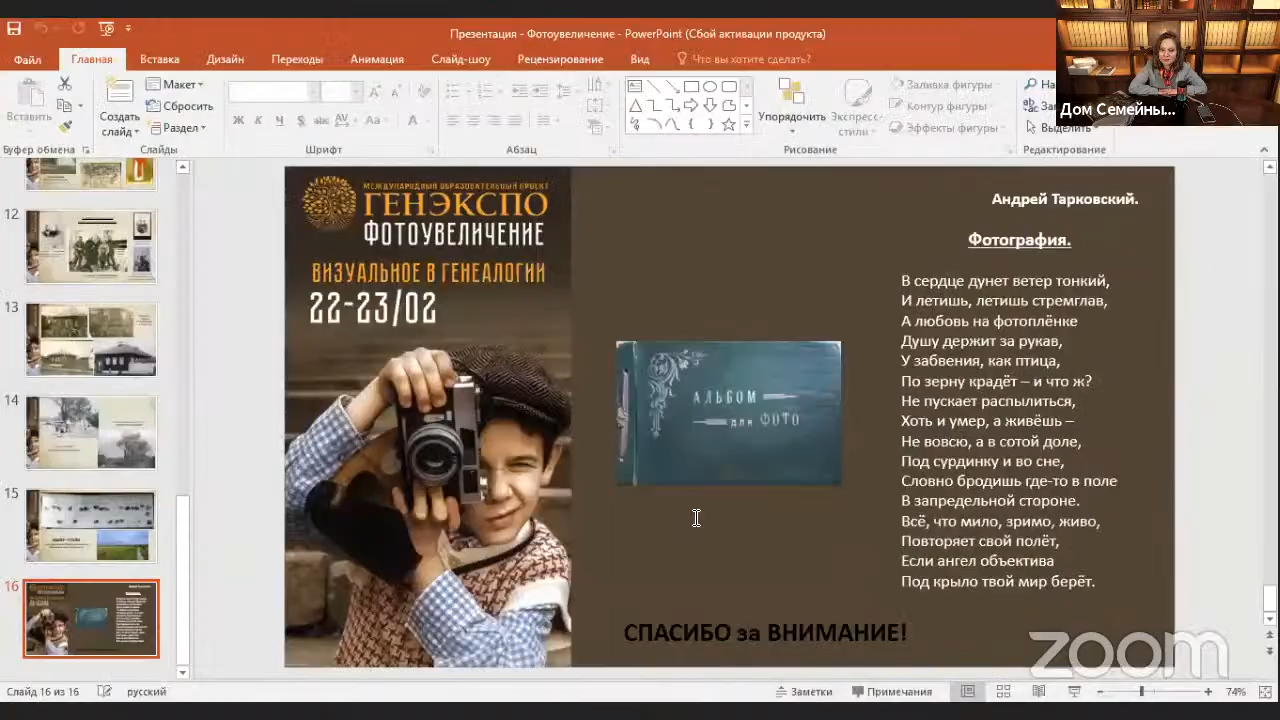 Презентация - Фотоувеличение - PowerPoint (Сбой активации продукта)
Файл
Главная
Вставка
Дизайн
Переходы
Анимация
Слайд-шоу
Рецензирование
Вид
Что вы хотите сделать?
Дом Семейны...
Вставить
Создать слайд
Макет
Сбросить
Раздел
Ж К Ч S abc AV Aa A
Упорядочить
Экспресс-стили
Заливка фигуры
Контур фигуры
Эффекты фигуры
На
За
Выделить
Буфер обмена
Слайды
Шрифт
Абзац
Рисование
Редактирование
12
13
14
15
16
МЕЖДУНАРОДНЫЙ ОБРАЗОВАТЕЛЬНЫЙ ПРОЕКТ
ГЕНЭКСПО
ФОТОУВЕЛИЧЕНИЕ
ВИЗУАЛЬНОЕ В ГЕНЕАЛОГИИ
22-23/02
АЛЬБОМ
для ФОТО
Андрей Тарковский.
Фотография.
В сердце дунет ветер тонкий,
И летишь, летишь стремглав,
А любовь на фотоплёнке
Душу держит за рукав,
У забвения, как птица,
По зерну крадёт – и что ж?
Не пускает распылиться,
Хоть и умер, а живёшь –
Не вовсю, а в сотой доле,
Под сурдинку и во сне,
Словно бродишь где-то в поле
В запредельной стороне.
Всё, что мило, зримо, живо,
Повторяет свой полёт,
Если ангел объектива
Под крыло твой мир берёт.
СПАСИБО за ВНИМАНИЕ!
zoom
Слайд 16 из 16
русский
Заметки
Примечания
74%